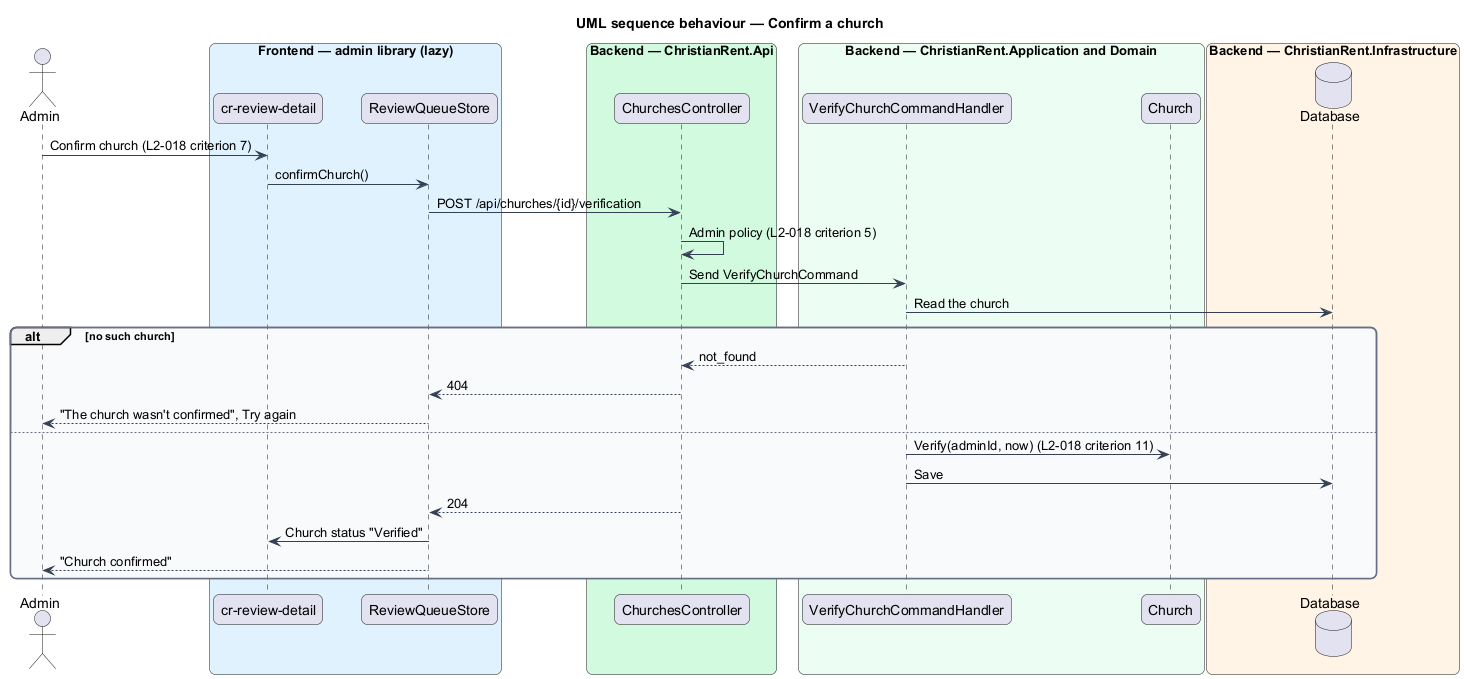 UML sequence behaviour — Confirm a church
Frontend — admin library (lazy)
Backend — ChristianRent.Api
Backend — ChristianRent.Application and Domain
Backend — ChristianRent.Infrastructure
Admin
cr-review-detail
ReviewQueueStore
ChurchesController
VerifyChurchCommandHandler
Church
Database
Confirm church (L2-018 criterion 7)
confirmChurch()
POST /api/churches/{id}/verification
Admin policy (L2-018 criterion 5)
Send VerifyChurchCommand
Read the church
alt
[no such church]
not_found
404
"The church wasn't confirmed", Try again
Verify(adminId, now) (L2-018 criterion 11)
Save
204
Church status "Verified"
"Church confirmed"
Admin
cr-review-detail
ReviewQueueStore
ChurchesController
VerifyChurchCommandHandler
Church
Database